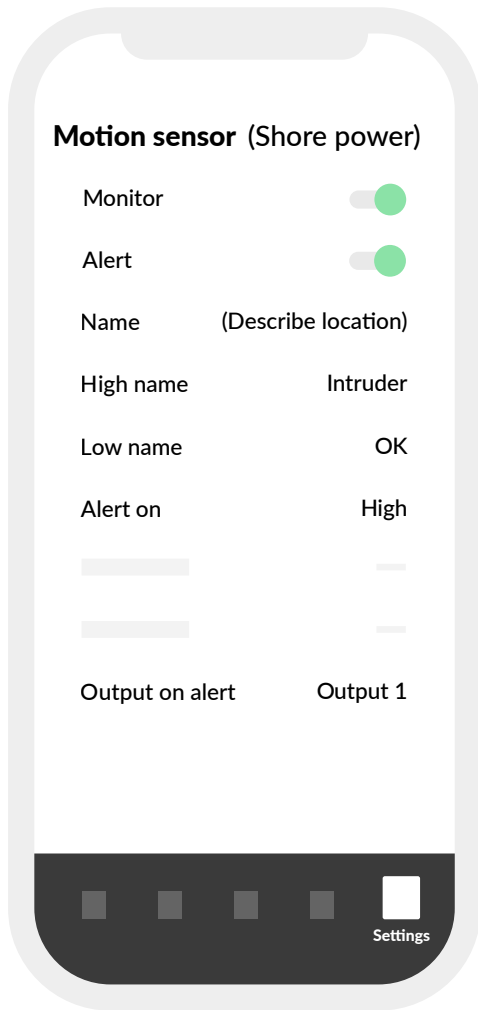 Motion sensor (Shore power)
Monitor
Alert
Name (Describe location)
High name Intruder
Low name OK
Alert on High
Output on alert Output 1
Settings